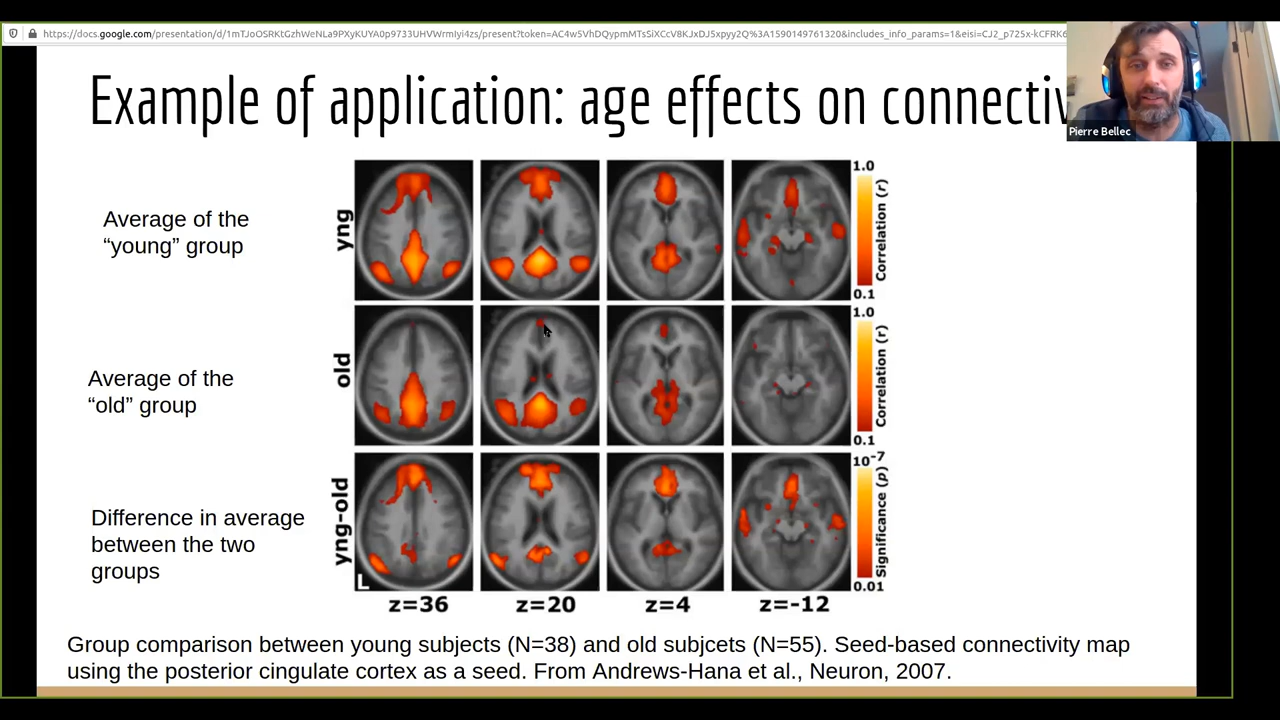 https://docs.google.com/presentation/d/1mTJoOSRKtGzhWeNLa9PXyKUYA0p9733UHVWrmIyi4zs/present?token=AC4w5VhDQypmMTsSiXCcV8KJxDJ5xpyy2Q%3A1590149761320&includes_info_params=1&eisi=CJ2_p725x-kCFRK6
Pierre Bellec
Example of application: age effects on connectiv
Average of the
“young” group
yng
1.0
Correlation (r)
0.1
Average of the
“old” group
old
1.0
Correlation (r)
0.1
Difference in average
between the two
groups
yng-old
L
10-7
Significance (p)
0.01
z=36
z=20
z=4
z=-12
Group comparison between young subjects (N=38) and old subjcets (N=55). Seed-based connectivity map
using the posterior cingulate cortex as a seed. From Andrews-Hana et al., Neuron, 2007.